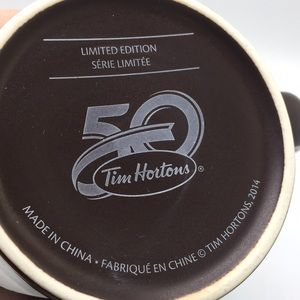 LIMITED EDITION
SÉRIE LIMITÉE
50
Tim Hortons®
MADE IN CHINA • FABRIQUÉ EN CHINE © TIM HORTONS, 2014